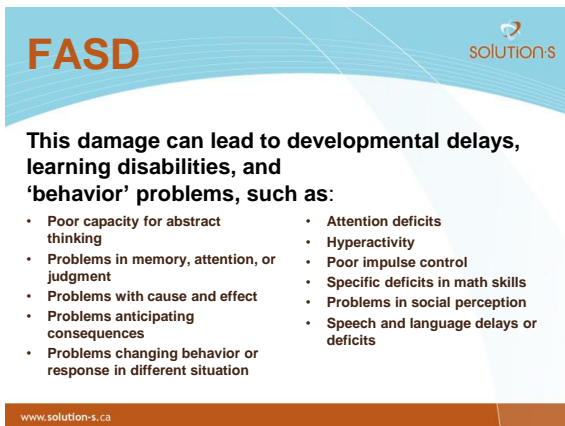 FASD
solution·s
This damage can lead to developmental delays,
learning disabilities, and
‘behavior’ problems, such as:
• Poor capacity for abstract
thinking
• Problems in memory, attention, or
judgment
• Problems with cause and effect
• Problems anticipating
consequences
• Problems changing behavior or
response in different situation
• Attention deficits
• Hyperactivity
• Poor impulse control
• Specific deficits in math skills
• Problems in social perception
• Speech and language delays or
deficits
www.solution-s.ca